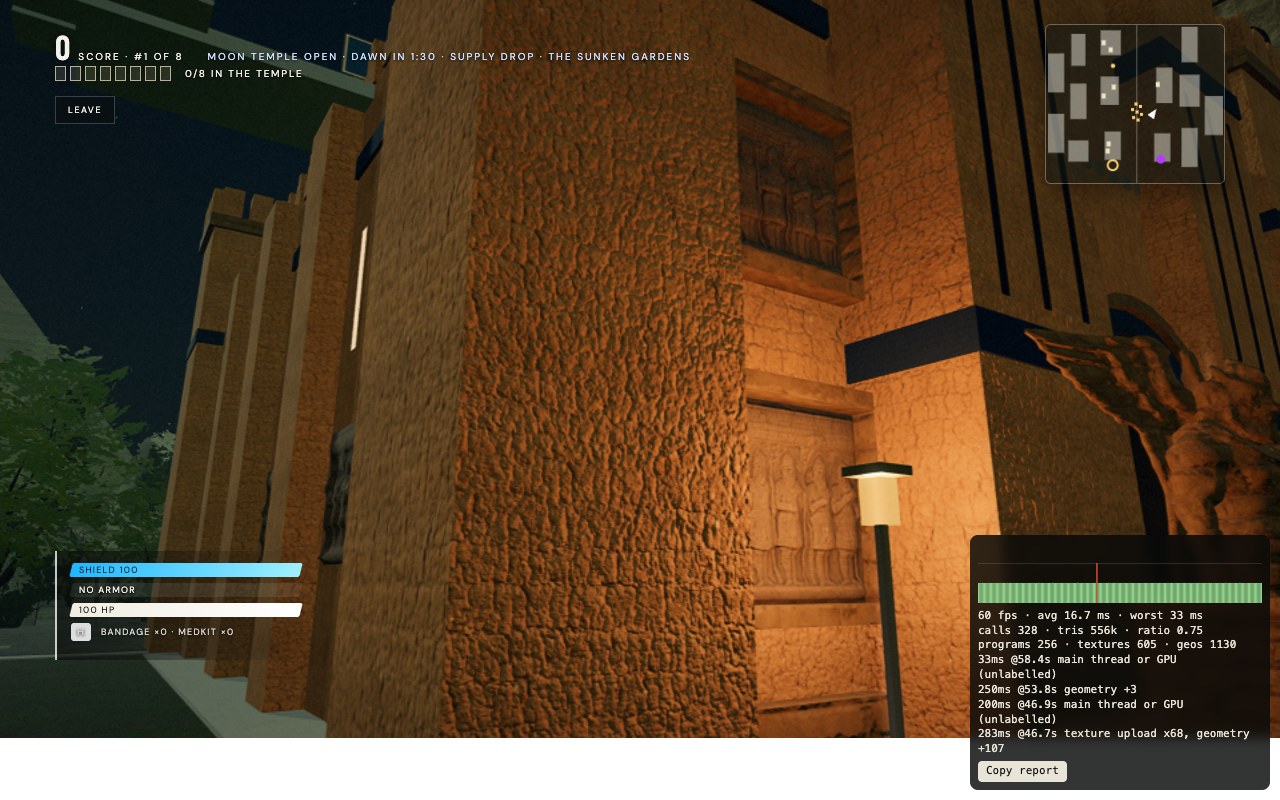 0 SCORE · #1 OF 8 MOON TEMPLE OPEN · DAWN IN 1:30 · SUPPLY DROP · THE SUNKEN GARDENS
0/8 IN THE TEMPLE
LEAVE
SHIELD 100
NO ARMOR
100 HP
BANDAGE ×0 · MEDKIT ×0
60 fps · avg 16.7 ms · worst 33 ms
calls 328 · tris 556k · ratio 0.75
programs 256 · textures 605 · geos 1130
33ms @58.4s main thread or GPU
(unlabelled)
250ms @53.8s geometry +3
200ms @46.9s main thread or GPU
(unlabelled)
283ms @46.7s texture upload x68, geometry
+107
Copy report